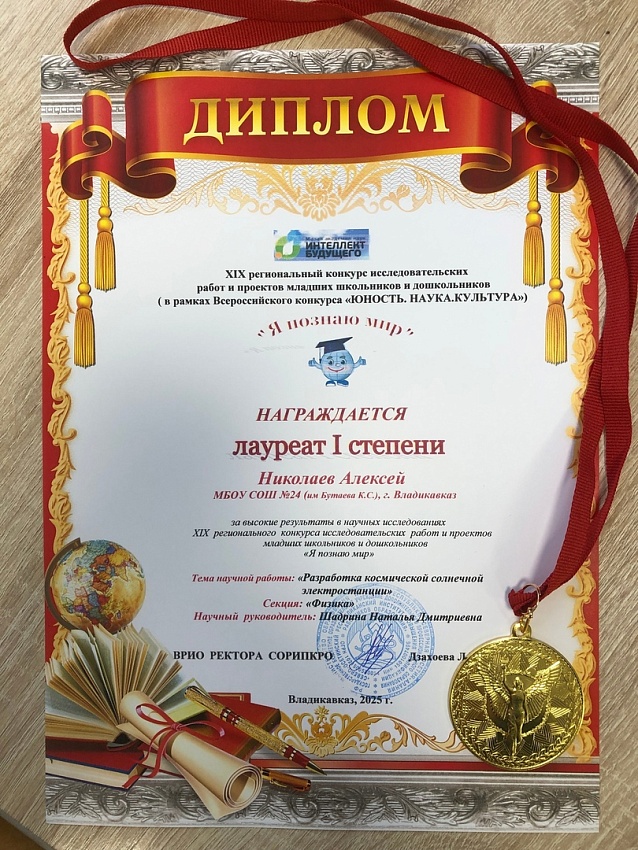 ДИПЛОМ
ИНТЕЛЛЕКТ
БУДУЩЕГО
XIX региональный конкурс исследовательских
работ и проектов младших школьников и дошкольников
( в рамках Всероссийского конкурса «ЮНОСТЬ. НАУКА.КУЛЬТУРА»)
"Я познаю мир"
НАГРАЖДАЕТСЯ
лауреат I степени
Николаев Алексей
МБОУ СОШ №24 (им Бутаева К.С.), г. Владикавказ
за высокие результаты в научных исследованиях
XIX регионального конкурса исследовательских работ и проектов
младших школьников и дошкольников
«Я познаю мир»
Тема научной работы: «Разработка космической солнечной
электростанции»
Секция: «Физика»
Научный руководитель: Шадрина Наталья Дмитриевна
ВРИО РЕКТОРА СОРИПКРО Дзахоева Л
Владикавказ, 2025 г.